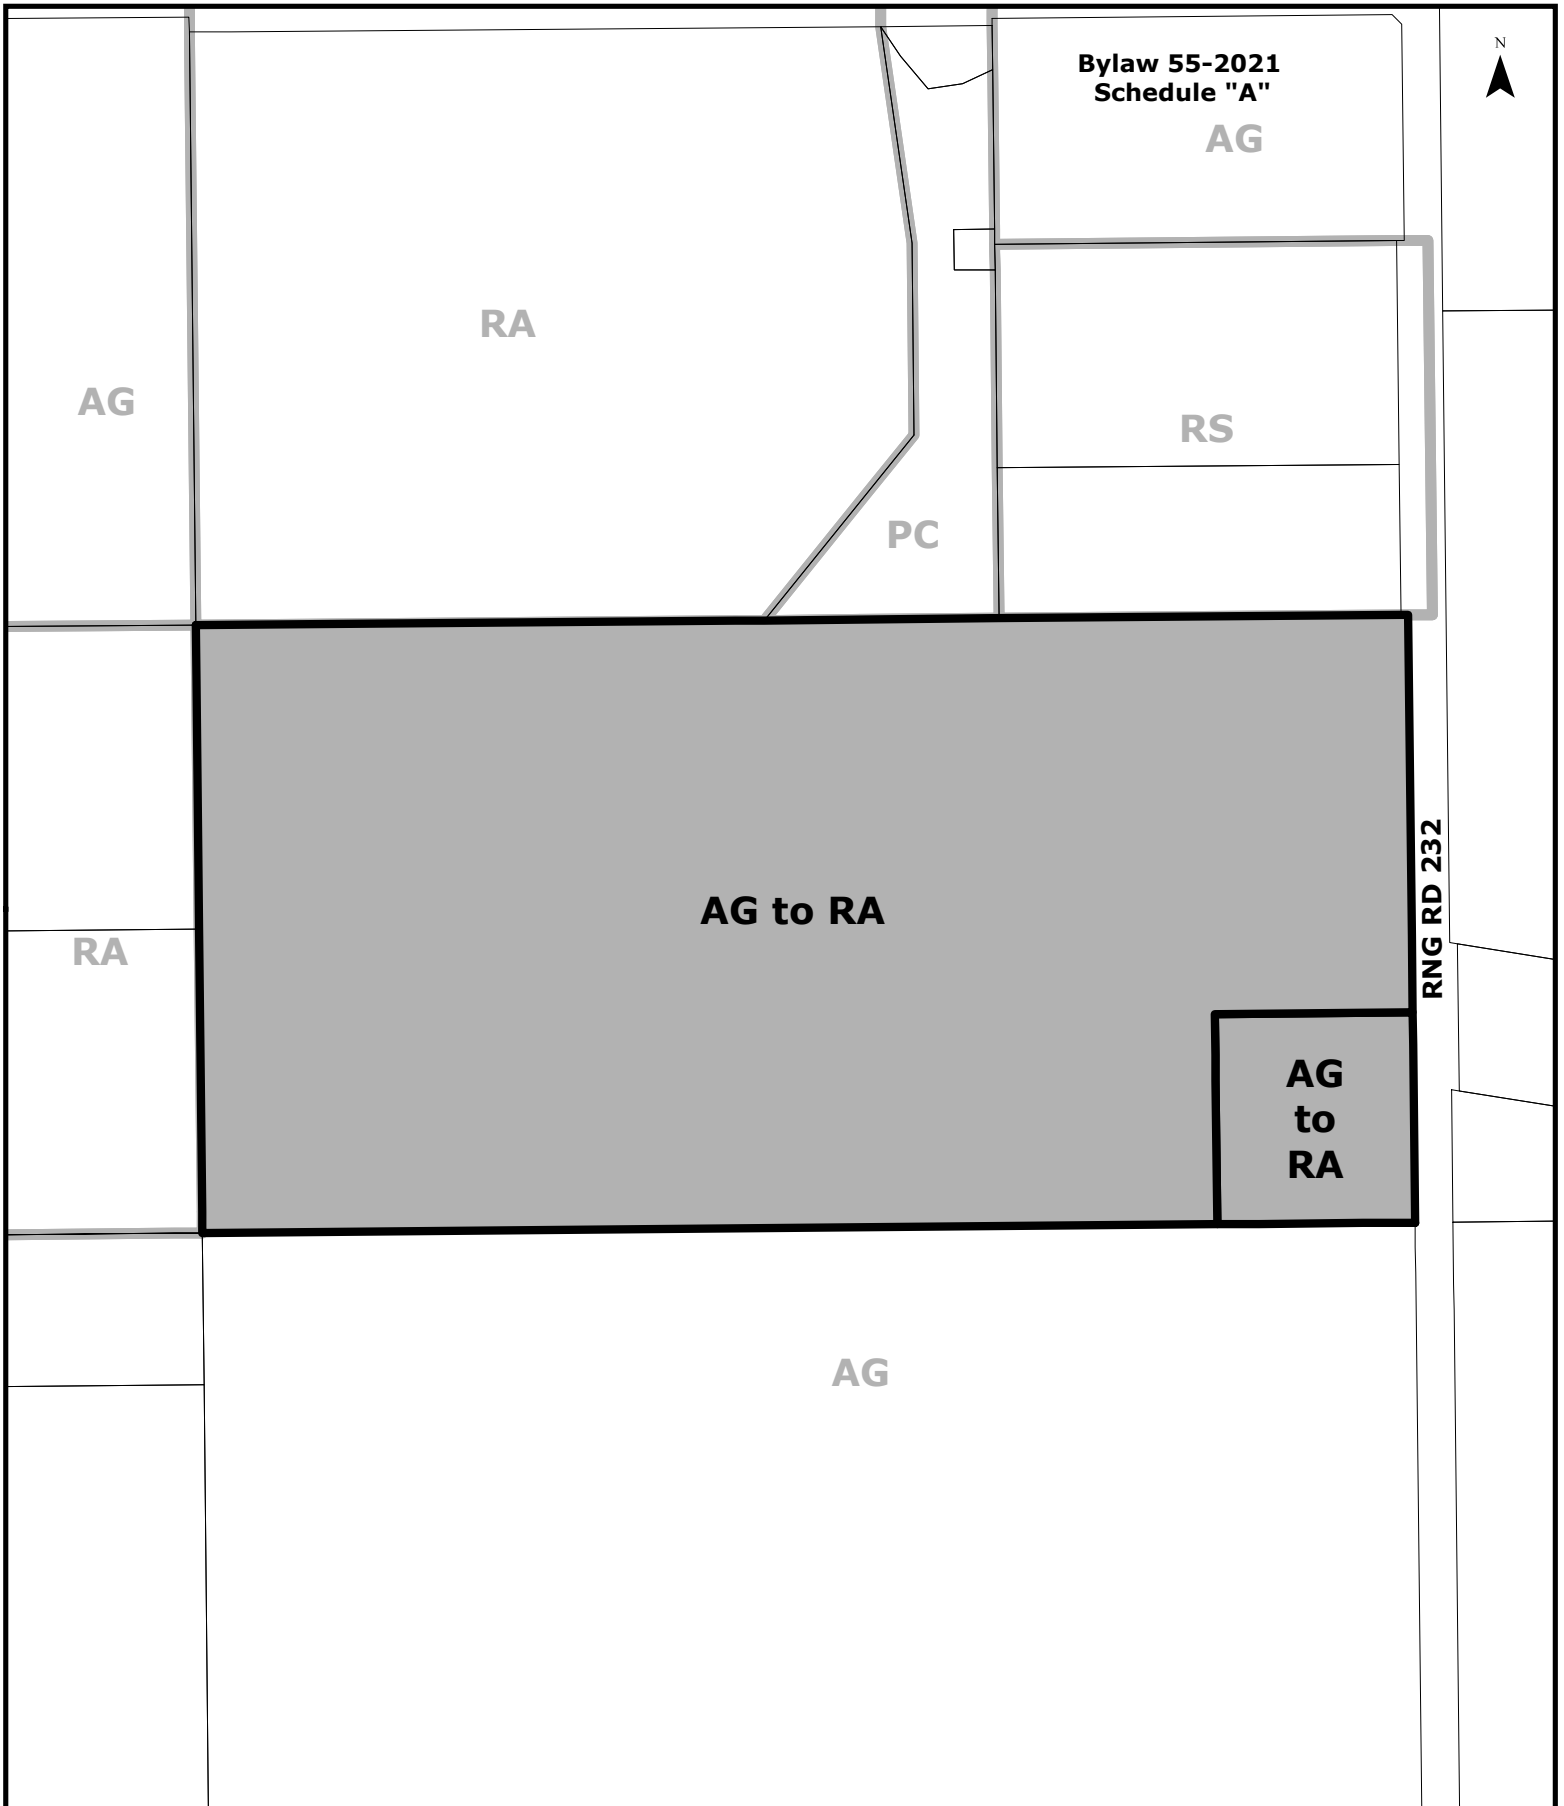 N
Bylaw 55-2021
Schedule "A"
AG
RA
AG
RS
PC
AG to RA
RNG RD 232
RA
AG
to
RA
AG